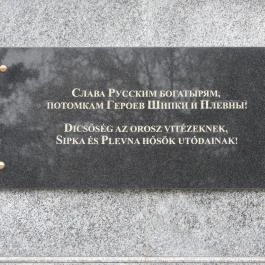 Слава Русским богатырям,
потомкам Героев Шипки и Плевны!
Dicsőség az orosz vitézeknek,
Sipka és Plevna hősök utódainak!